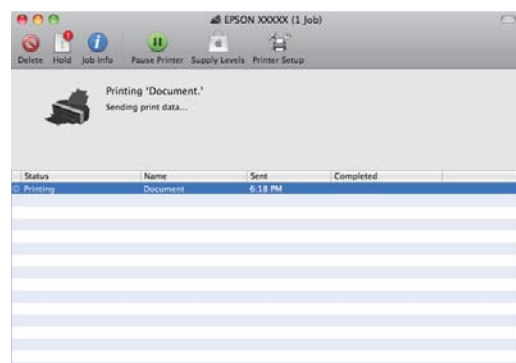 EPSON XXXXX (1 Job)
Delete Hold Job Info Pause Printer Supply Levels Printer Setup
Printing 'Document.'
Sending print data...
Status Name Sent Completed
Printing Document 6:18 PM